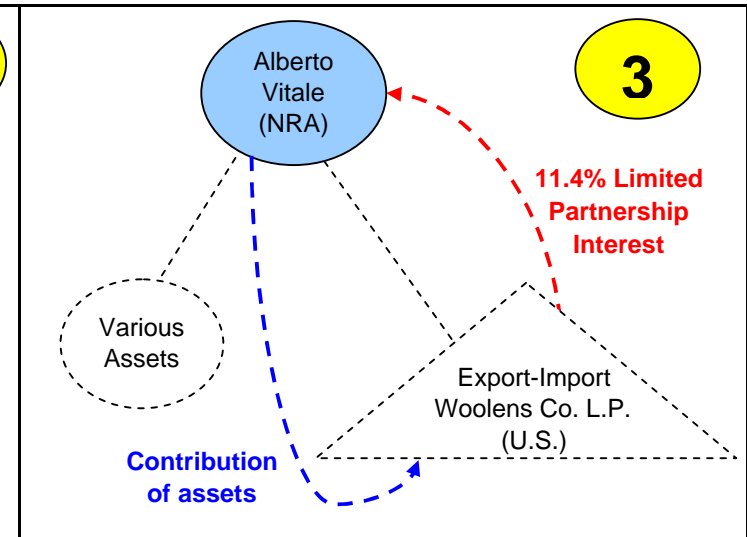 Alberto
Vitale
(NRA)
3
11.4% Limited
Partnership
Interest
Various
Assets
Export-Import
Woolens Co. L.P.
(U.S.)
Contribution
of assets